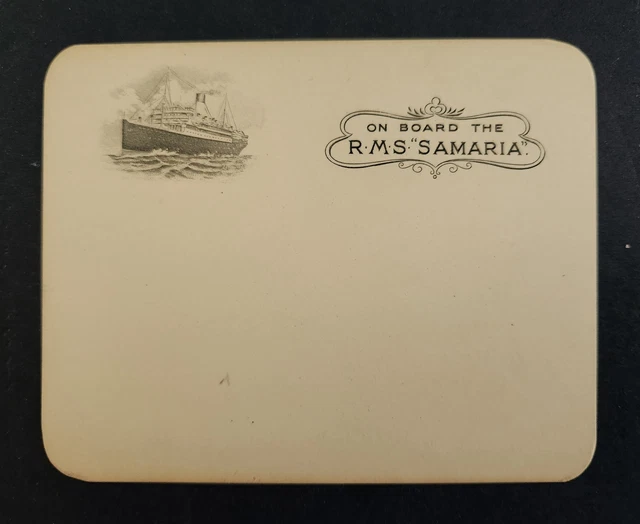 ON BOARD THE
R·M·S·"SAMARIA".